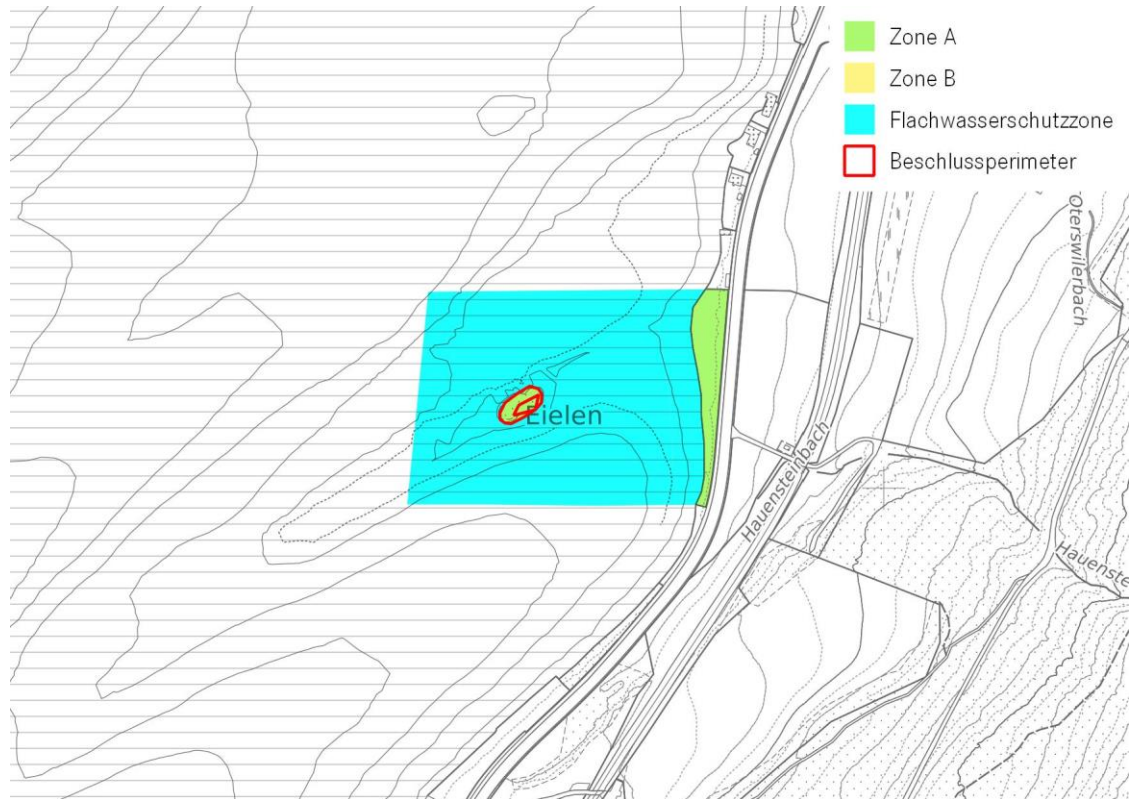 Zone A
Zone B
Flachwasserschutzzone
Beschlussperimeter
Oterswilerbach
Eielen
Hauensteinbach
Hauenste